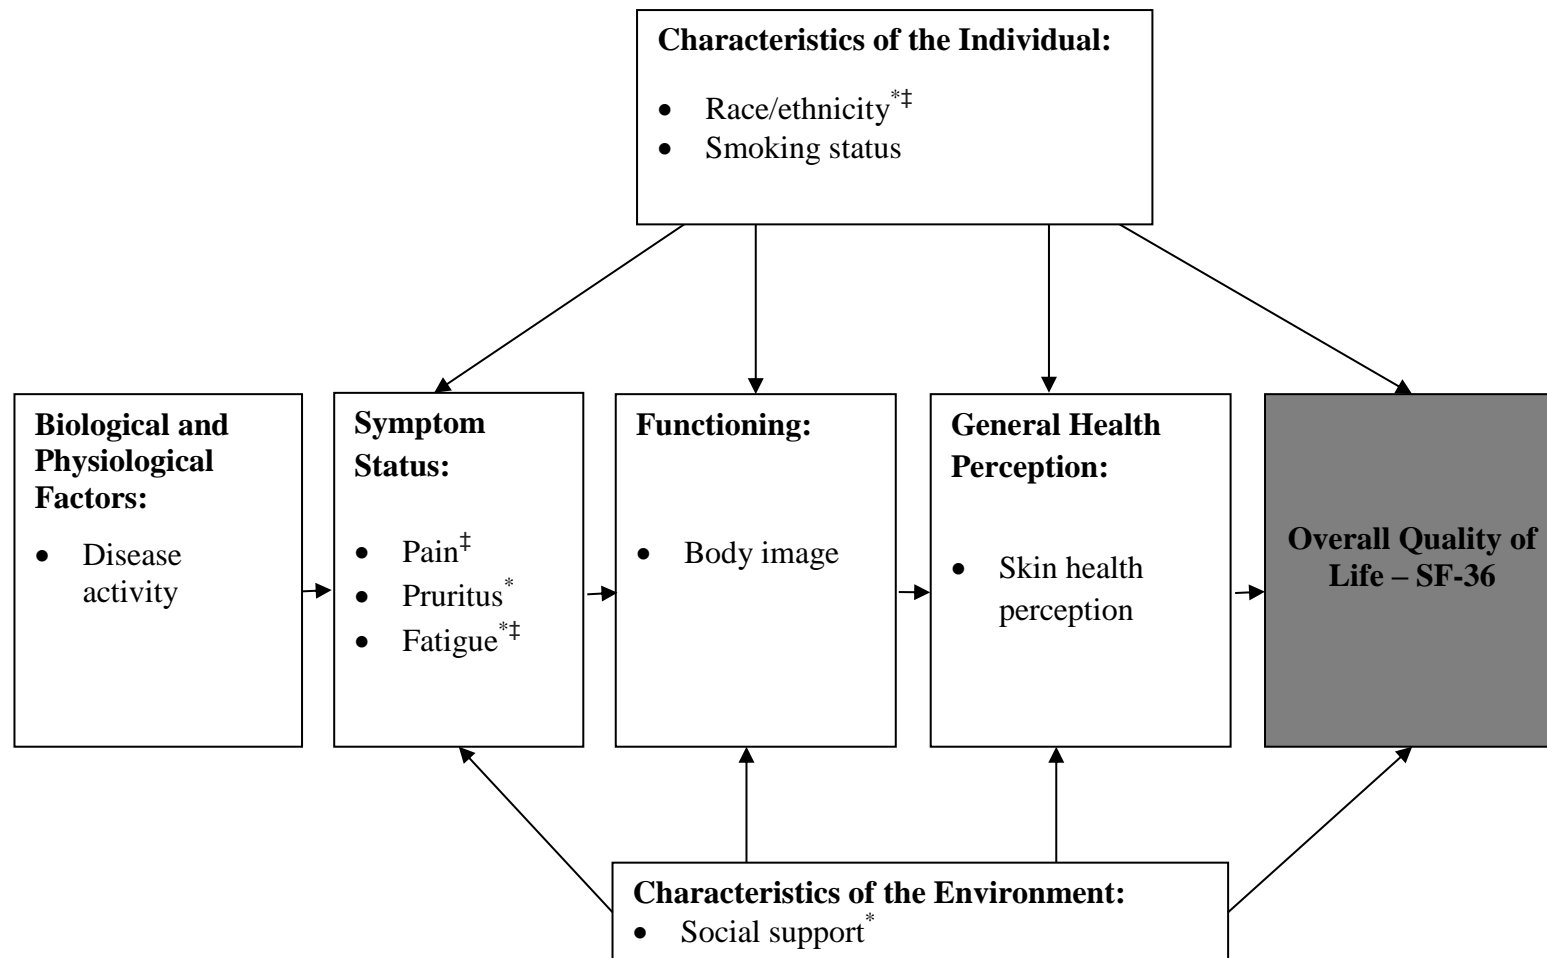 Characteristics of the Individual:
• Race/ethnicity*‡
• Smoking status
Biological and
Physiological
Factors:
• Disease
activity
Symptom
Status:
• Pain‡
• Pruritus*
• Fatigue*‡
Functioning:
• Body image
General Health
Perception:
• Skin health
perception
Overall Quality of
Life – SF-36
Characteristics of the Environment:
• Social support*